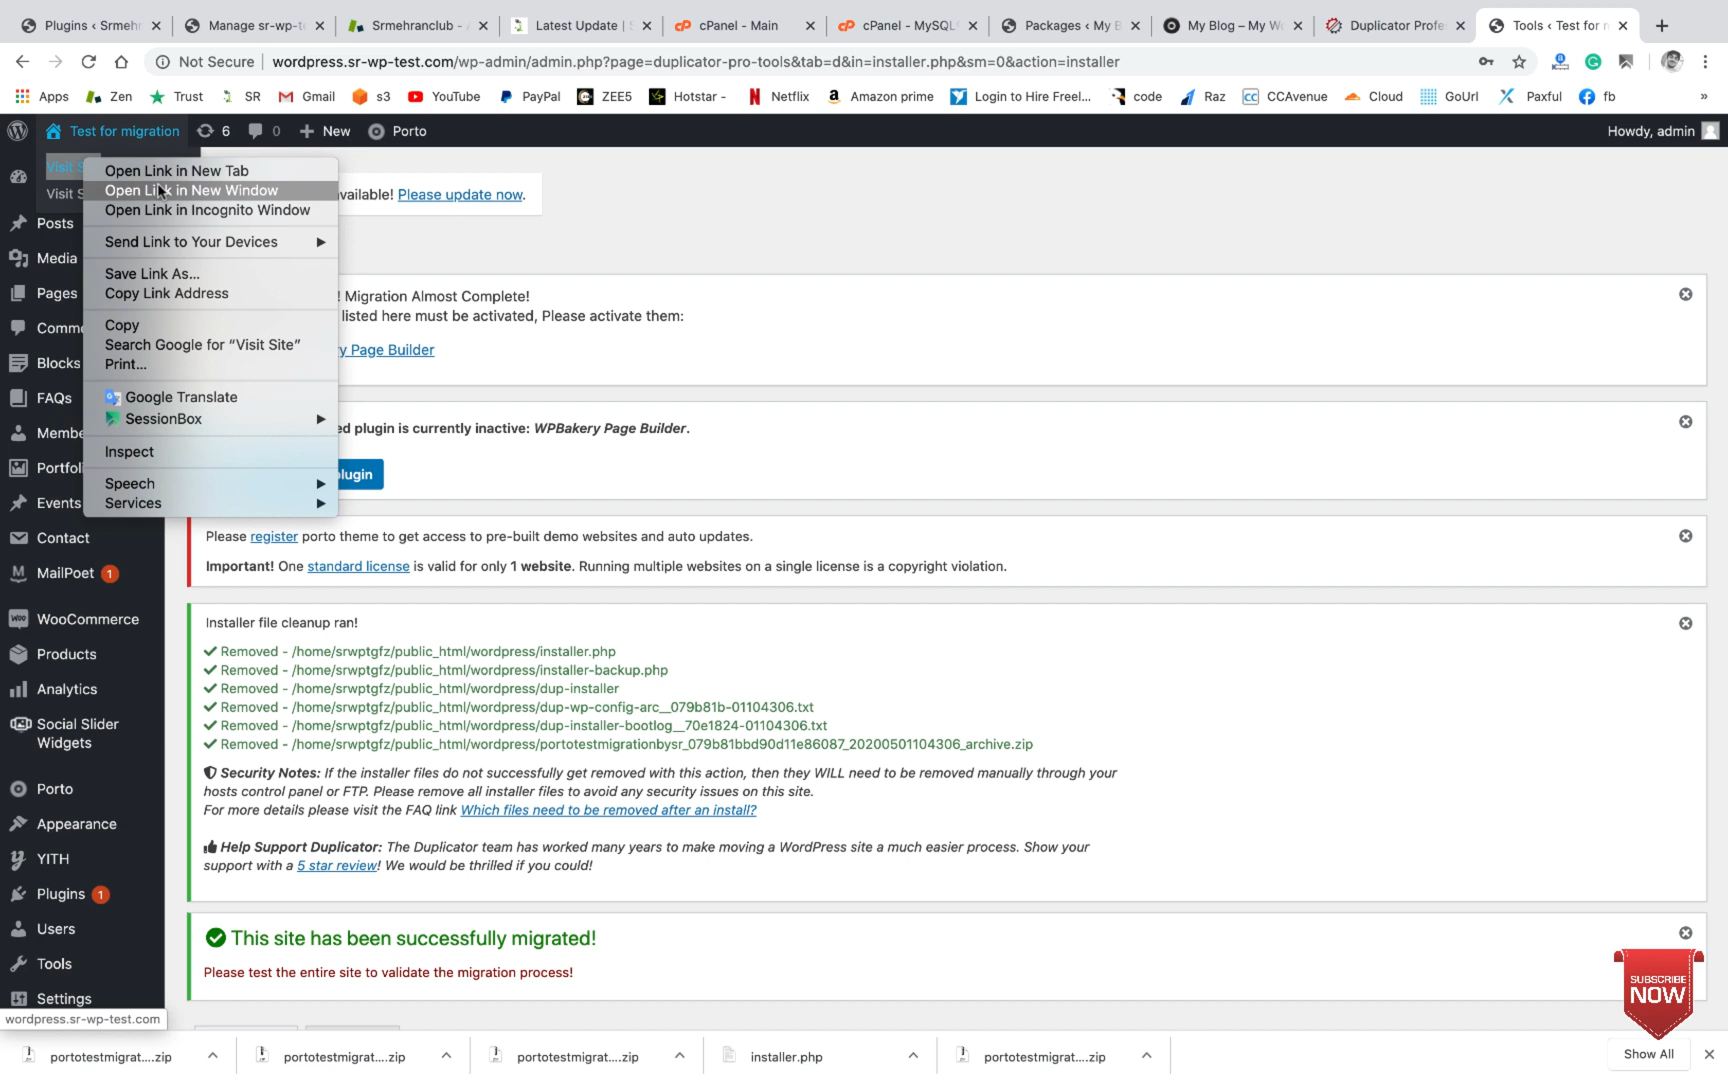 Plugins ‹ Srmehr
Manage sr-wp-te
Srmehranclub - A
Latest Update | S
cPanel - Main
cPanel - MySQL
Packages ‹ My B
My Blog – My Wo
Duplicator Profe
Tools ‹ Test for m
Not Secure | wordpress.sr-wp-test.com/wp-admin/admin.php?page=duplicator-pro-tools&tab=d&in=installer.php&sm=0&action=installer
Apps Zen Trust SR Gmail s3 YouTube PayPal ZEE5 Hotstar - Netflix Amazon prime Login to Hire Freel... code Raz CCAvenue Cloud GoUrl Paxful fb »
Test for migration 6 0 New Porto Howdy, admin
Visit S
Visit S
Open Link in New Tab
Open Link in New Window
Open Link in Incognito Window
Send Link to Your Devices
Save Link As...
Copy Link Address
Copy
Search Google for “Visit Site”
Print...
Google Translate
SessionBox
Inspect
Speech
Services
Posts
Media
Pages
Comme
Blocks
FAQs
Membe
Portfoli
Events
Contact
MailPoet 1
WooCommerce
Products
Analytics
Social Slider
Widgets
Porto
Appearance
YITH
Plugins 1
Users
Tools
Settings
vailable! Please update now.
! Migration Almost Complete!
listed here must be activated, Please activate them:
y Page Builder
ed plugin is currently inactive: WPBakery Page Builder.
lugin
Please register porto theme to get access to pre-built demo websites and auto updates.
Important! One standard license is valid for only 1 website. Running multiple websites on a single license is a copyright violation.
Installer file cleanup ran!
✔ Removed - /home/srwptgfz/public_html/wordpress/installer.php
✔ Removed - /home/srwptgfz/public_html/wordpress/installer-backup.php
✔ Removed - /home/srwptgfz/public_html/wordpress/dup-installer
✔ Removed - /home/srwptgfz/public_html/wordpress/dup-wp-config-arc__079b81b-01104306.txt
✔ Removed - /home/srwptgfz/public_html/wordpress/dup-installer-bootlog__70e1824-01104306.txt
✔ Removed - /home/srwptgfz/public_html/wordpress/portotestmigrationbysr_079b81bbd90d11e86087_20200501104306_archive.zip
Security Notes: If the installer files do not successfully get removed with this action, then they WILL need to be removed manually through your
hosts control panel or FTP. Please remove all installer files to avoid any security issues on this site.
For more details please visit the FAQ link Which files need to be removed after an install?
Help Support Duplicator: The Duplicator team has worked many years to make moving a WordPress site a much easier process. Show your
support with a 5 star review! We would be thrilled if you could!
This site has been successfully migrated!
Please test the entire site to validate the migration process!
SUBSCRIBE
NOW
wordpress.sr-wp-test.com
portotestmigrat....zip
portotestmigrat....zip
portotestmigrat....zip
installer.php
portotestmigrat....zip
Show All